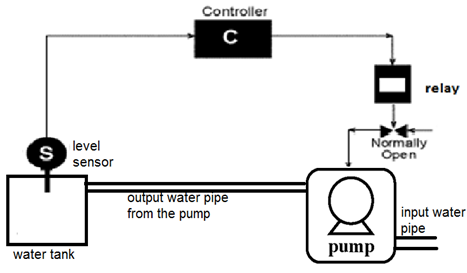 Controller
C
relay
Normally
Open
S
level
sensor
output water pipe
from the pump
input water
pipe
pump
water tank